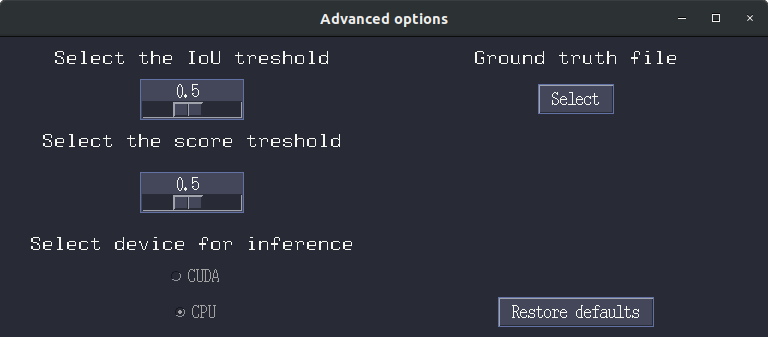 Advanced options
Select the IoU treshold
0.5
Select the score treshold
0.5
Select device for inference
CUDA
CPU
Ground truth file
Select
Restore defaults